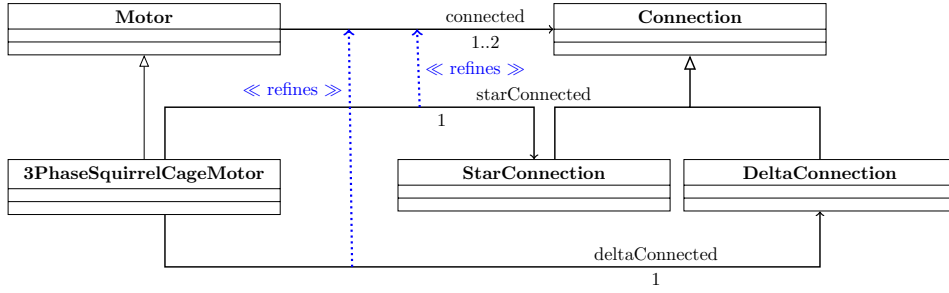 Motor
connected
Connection
1..2
≪ refines ≫
≪ refines ≫
starConnected
1
3PhaseSquirrelCageMotor
StarConnection
DeltaConnection
deltaConnected
1